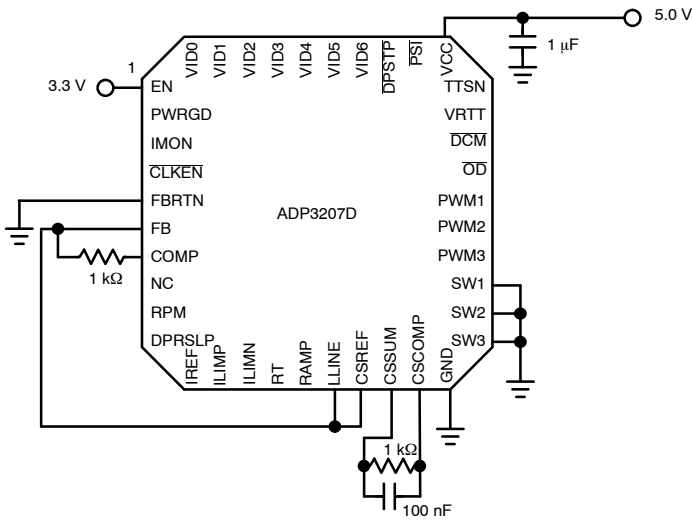 5.0 V
1 μF
VID0
VID1
VID2
VID3
VID4
VID5
VID6
DPSTP
PSI
VCC
3.3 V
1
EN
PWRGD
IMON
CLKEN
FBRTN
FB
COMP
NC
RPM
DPRSLP
1 kΩ
ADP3207D
TTSN
VRTT
DCM
OD
PWM1
PWM2
PWM3
SW1
SW2
SW3
IREF
ILIMP
ILIMN
RT
RAMP
LLINE
CSREF
CSSUM
CSCOMP
GND
1 kΩ
100 nF